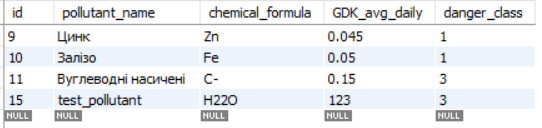 id pollutant_name chemical_formula GDK_avg_daily danger_class
9 Цинк Zn 0.045 1
10 Залізо Fe 0.05 1
11 Вуглеводні насичені C- 0.15 3
15 test_pollutant H22O 123 3
NULL NULL NULL NULL NULL